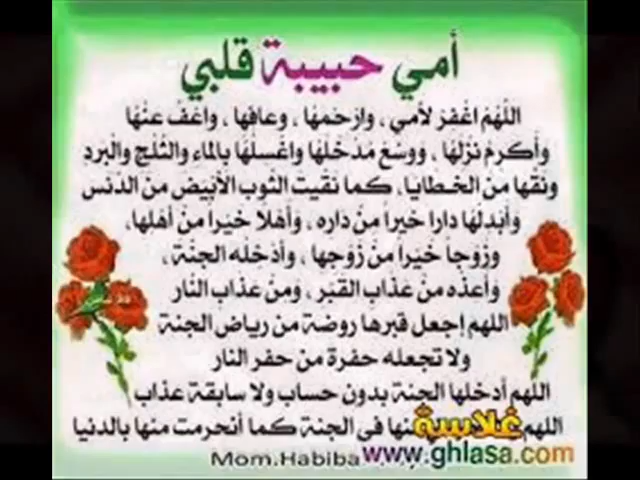 أمي حبيبة قلبي
اللهم اغفر لأمي ، وارحمها ، وعافها ، واعف عنها
وأكرم نزلها ، ووسع مدخلها واغسلها بالماء والثلج والبرد
ونقها من الخطايا، كما نقيت الثوب الأبيض من الدنس
وأبدلها دارا خيراً من داره ، وأهلا خيرا من أهلها،
وزوجاً خيراً من زوجها ، وأدخله الجنة ،
وأعذه من عذاب القبر ، ومن عذاب النار
اللهم إجعل قبرها روضة من رياض الجنة
ولا تجعله حفرة من حفر النار
اللهم أدخلها الجنة بدون حساب ولا سابقة عذاب
اللهم غلاسة منها فى الجنة كما أنحرمت منها بالدنيا
Mom.Habiba www.ghlasa.com